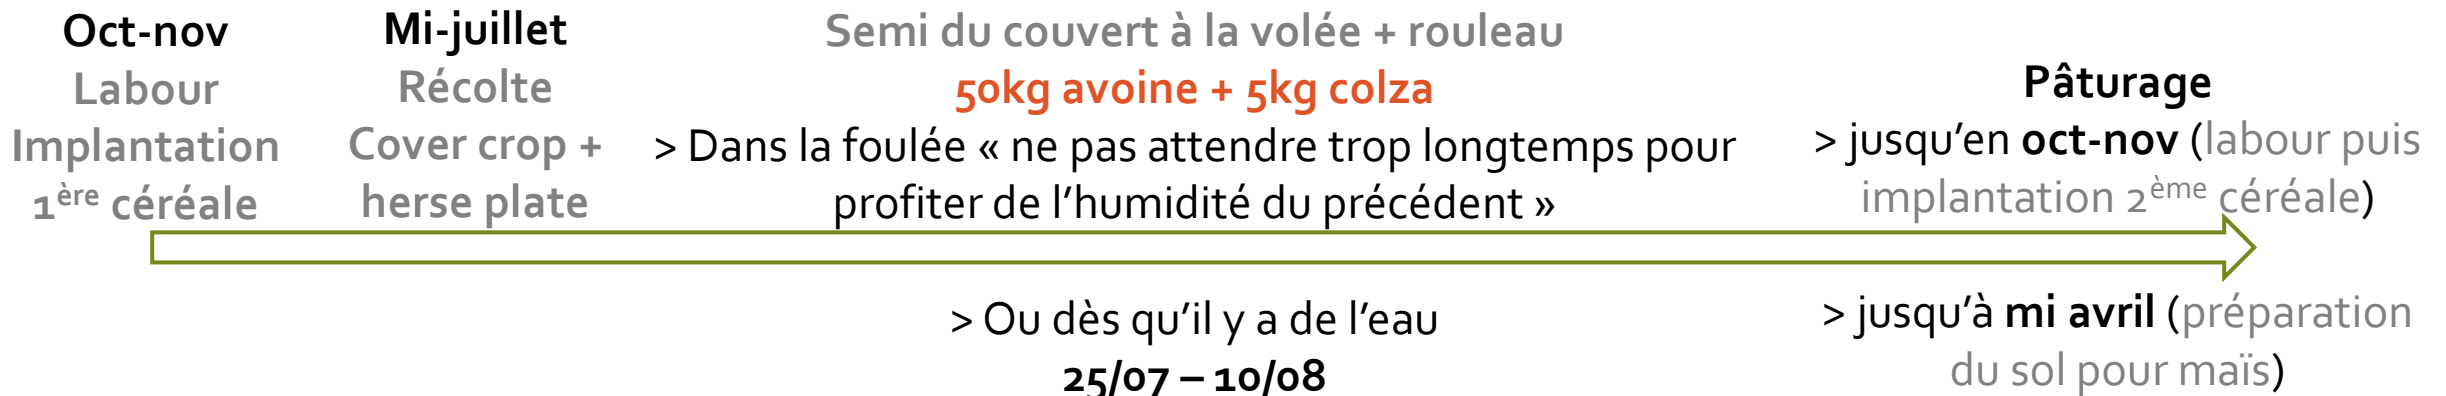 Oct-nov
Labour
Implantation
1ère céréale
Mi-juillet
Récolte
Cover crop +
herse plate
Semi du couvert à la volée + rouleau
50kg avoine + 5kg colza
> Dans la foulée « ne pas attendre trop longtemps pour
profiter de l’humidité du précédent »
Pâturage
> jusqu’en oct-nov (labour puis
implantation 2ème céréale)
> Ou dès qu’il y a de l’eau
25/07 – 10/08
> jusqu’à mi avril (préparation
du sol pour maïs)